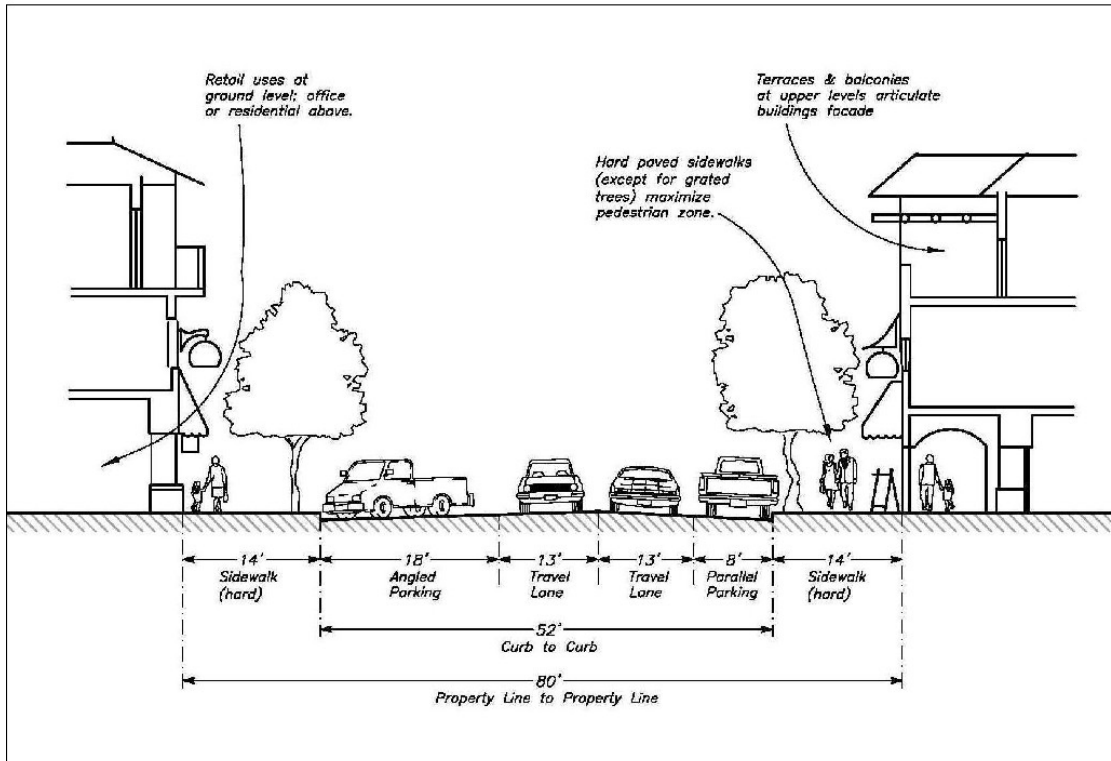 Retail uses at
ground level; office
or residential above.
Terraces & balconies
at upper levels articulate
buildings facade
Hard paved sidewalks
(except for grated
trees) maximize
pedestrian zone.
14' 18' 13' 13' 8' 14'
Sidewalk Angled Travel Travel Parallel Sidewalk
(hard) Parking Lane Lane Parking (hard)
52'
Curb to Curb
80'
Property Line to Property Line